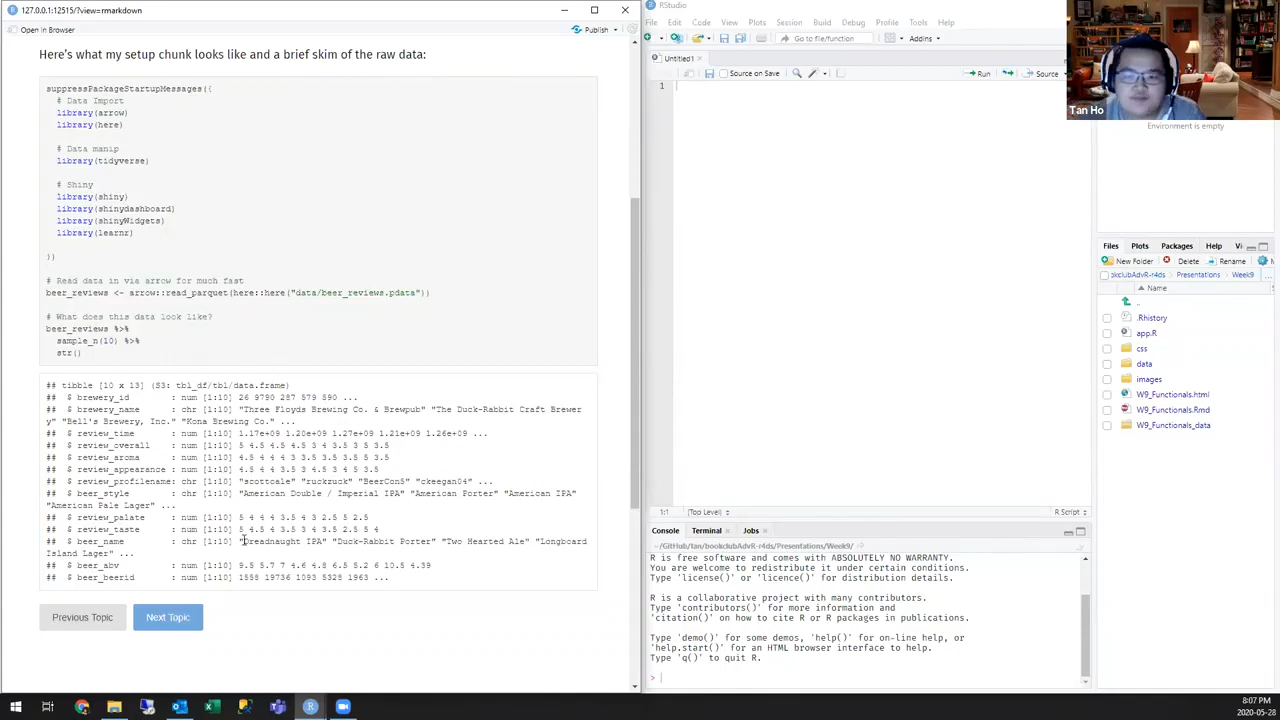 127.0.0.1:12515/?view=rmarkdown
Open in Browser
Publish
Here's what my setup chunk looks like and a brief skim of the raw data:
suppressPackageStartupMessages({
# Data Import
library(arrow)
library(here)
# Data manip
library(tidyverse)
# Shiny
library(shiny)
library(shinydashboard)
library(shinyWidgets)
library(learnr)
})
# Read data in via arrow for much fast
beer_reviews <- arrow::read_parquet(here::here("data/beer_reviews.pdata"))
# What does this data look like?
beer_reviews %>%
sample_n(10) %>%
str()
## tibble [10 x 13] (S3: tbl_df/tbl/data.frame)
## $ brewery_id : num [1:10] 26 9790 287 579 590 ...
## $ brewery_name : chr [1:10] "Three Floyds Brewing Co. & Brewpub" "The Duck-Rabbit Craft Brewer
y" "Bell's Brewery, Inc." "Kona Brewing Co." ...
## $ review_time : num [1:10] 1.17e+09 1.20e+09 1.27e+09 1.21e+09 1.26e+09 ...
## $ review_overall : num [1:10] 5 4.5 4.5 4.5 3 4 3.5 3 5 3.5
## $ review_aroma : num [1:10] 4.5 4 4 4 3 3.5 3.5 3.5 5 3.5
## $ review_appearance : num [1:10] 4.5 4 3.5 3 4.5 3 4 5 3.5
## $ review_profilename: chr [1:10] "scottoale" "ruckzuck" "BeerCon5" "ckeegan04" ...
## $ beer_style : chr [1:10] "American Double / Imperial IPA" "American Porter" "American IPA"
"American Pale Lager" ...
## $ review_palate : num [1:10] 5 4 4 4 3.5 4 3 2.5 5 2.5
## $ review_taste : num [1:10] 5 4.5 4 3.5 3 4 3.5 2.5 5 4
## $ beer_name : chr [1:10] "Dreadnaught IPA" "Duck-Rabbit Porter" "Two Hearted Ale" "Longboard
Island Lager" ...
## $ beer_abv : num [1:10] 9.5 5.7 7 4.6 4.8 6.5 5.2 6 10.5 4.39
## $ beer_beerid : num [1:10] 1558 19736 1093 5328 1963 ...
Previous Topic
Next Topic
RStudio
File Edit Code View Plots Session Build Debug Profile Tools Help
Go to file/function
Addins
Untitled1
Source on Save
Run
Source
1
1:1
(Top Level)
R Script
Console Terminal Jobs
~/GitHub/tan/bookclubAdvR-r4ds/Presentations/Week9/
R is free software and comes with ABSOLUTELY NO WARRANTY.
You are welcome to redistribute it under certain conditions.
Type 'license()' or 'licence()' for distribution details.
R is a collaborative project with many contributors.
Type 'contributors()' for more information and
'citation()' on how to cite R or R packages in publications.
Type 'demo()' for some demos, 'help()' for on-line help, or
'help.start()' for an HTML browser interface to help.
Type 'q()' to quit R.
>
Tan Ho
Environment is empty
Files Plots Packages Help Vi
New Folder Delete Rename M
okclubAdvR-r4ds Presentations Week9 ...
Name
..
.Rhistory
app.R
css
data
images
W9_Functionals.html
W9_Functionals.Rmd
W9_Functionals_data
8:07 PM
2020-05-28